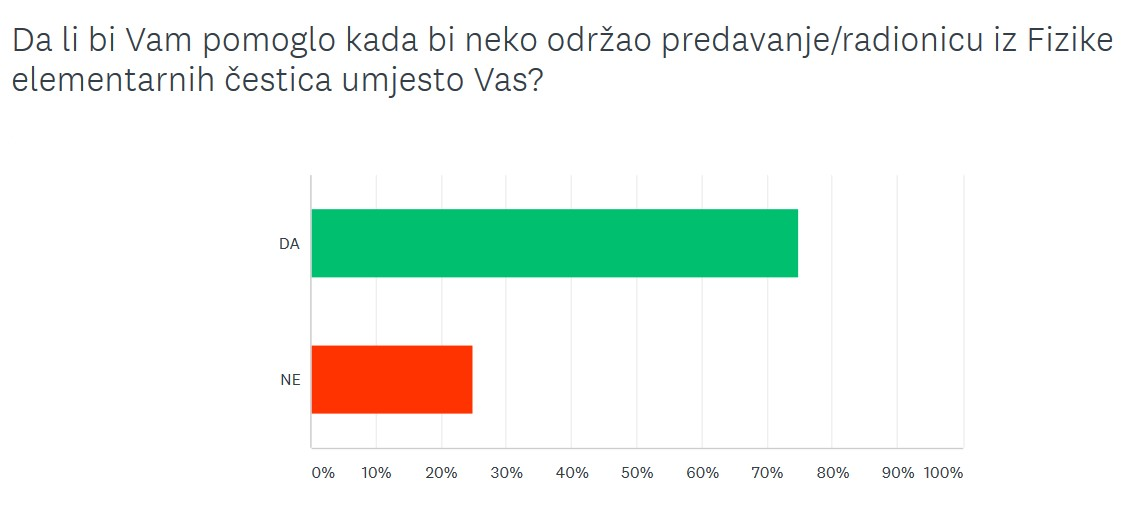 Da li bi Vam pomoglo kada bi neko održao predavanje/radionicu iz Fizike
elementarnih čestica umjesto Vas?
DA
NE
0% 10% 20% 30% 40% 50% 60% 70% 80% 90% 100%